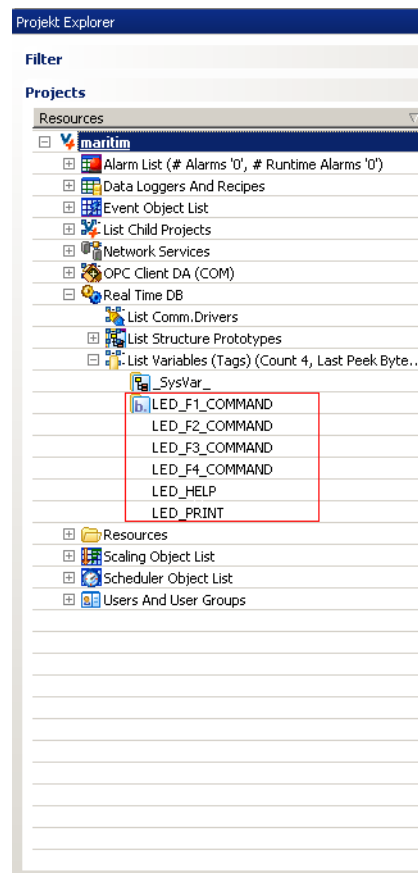 Projekt Explorer
Filter
Projects
Resources
maritim
Alarm List (# Alarms '0', # Runtime Alarms '0')
Data Loggers And Recipes
Event Object List
List Child Projects
Network Services
OPC Client DA (COM)
Real Time DB
List Comm.Drivers
List Structure Prototypes
List Variables (Tags) (Count 4, Last Peek Byte...
_SysVar_
LED_F1_COMMAND
LED_F2_COMMAND
LED_F3_COMMAND
LED_F4_COMMAND
LED_HELP
LED_PRINT
Resources
Scaling Object List
Scheduler Object List
Users And User Groups